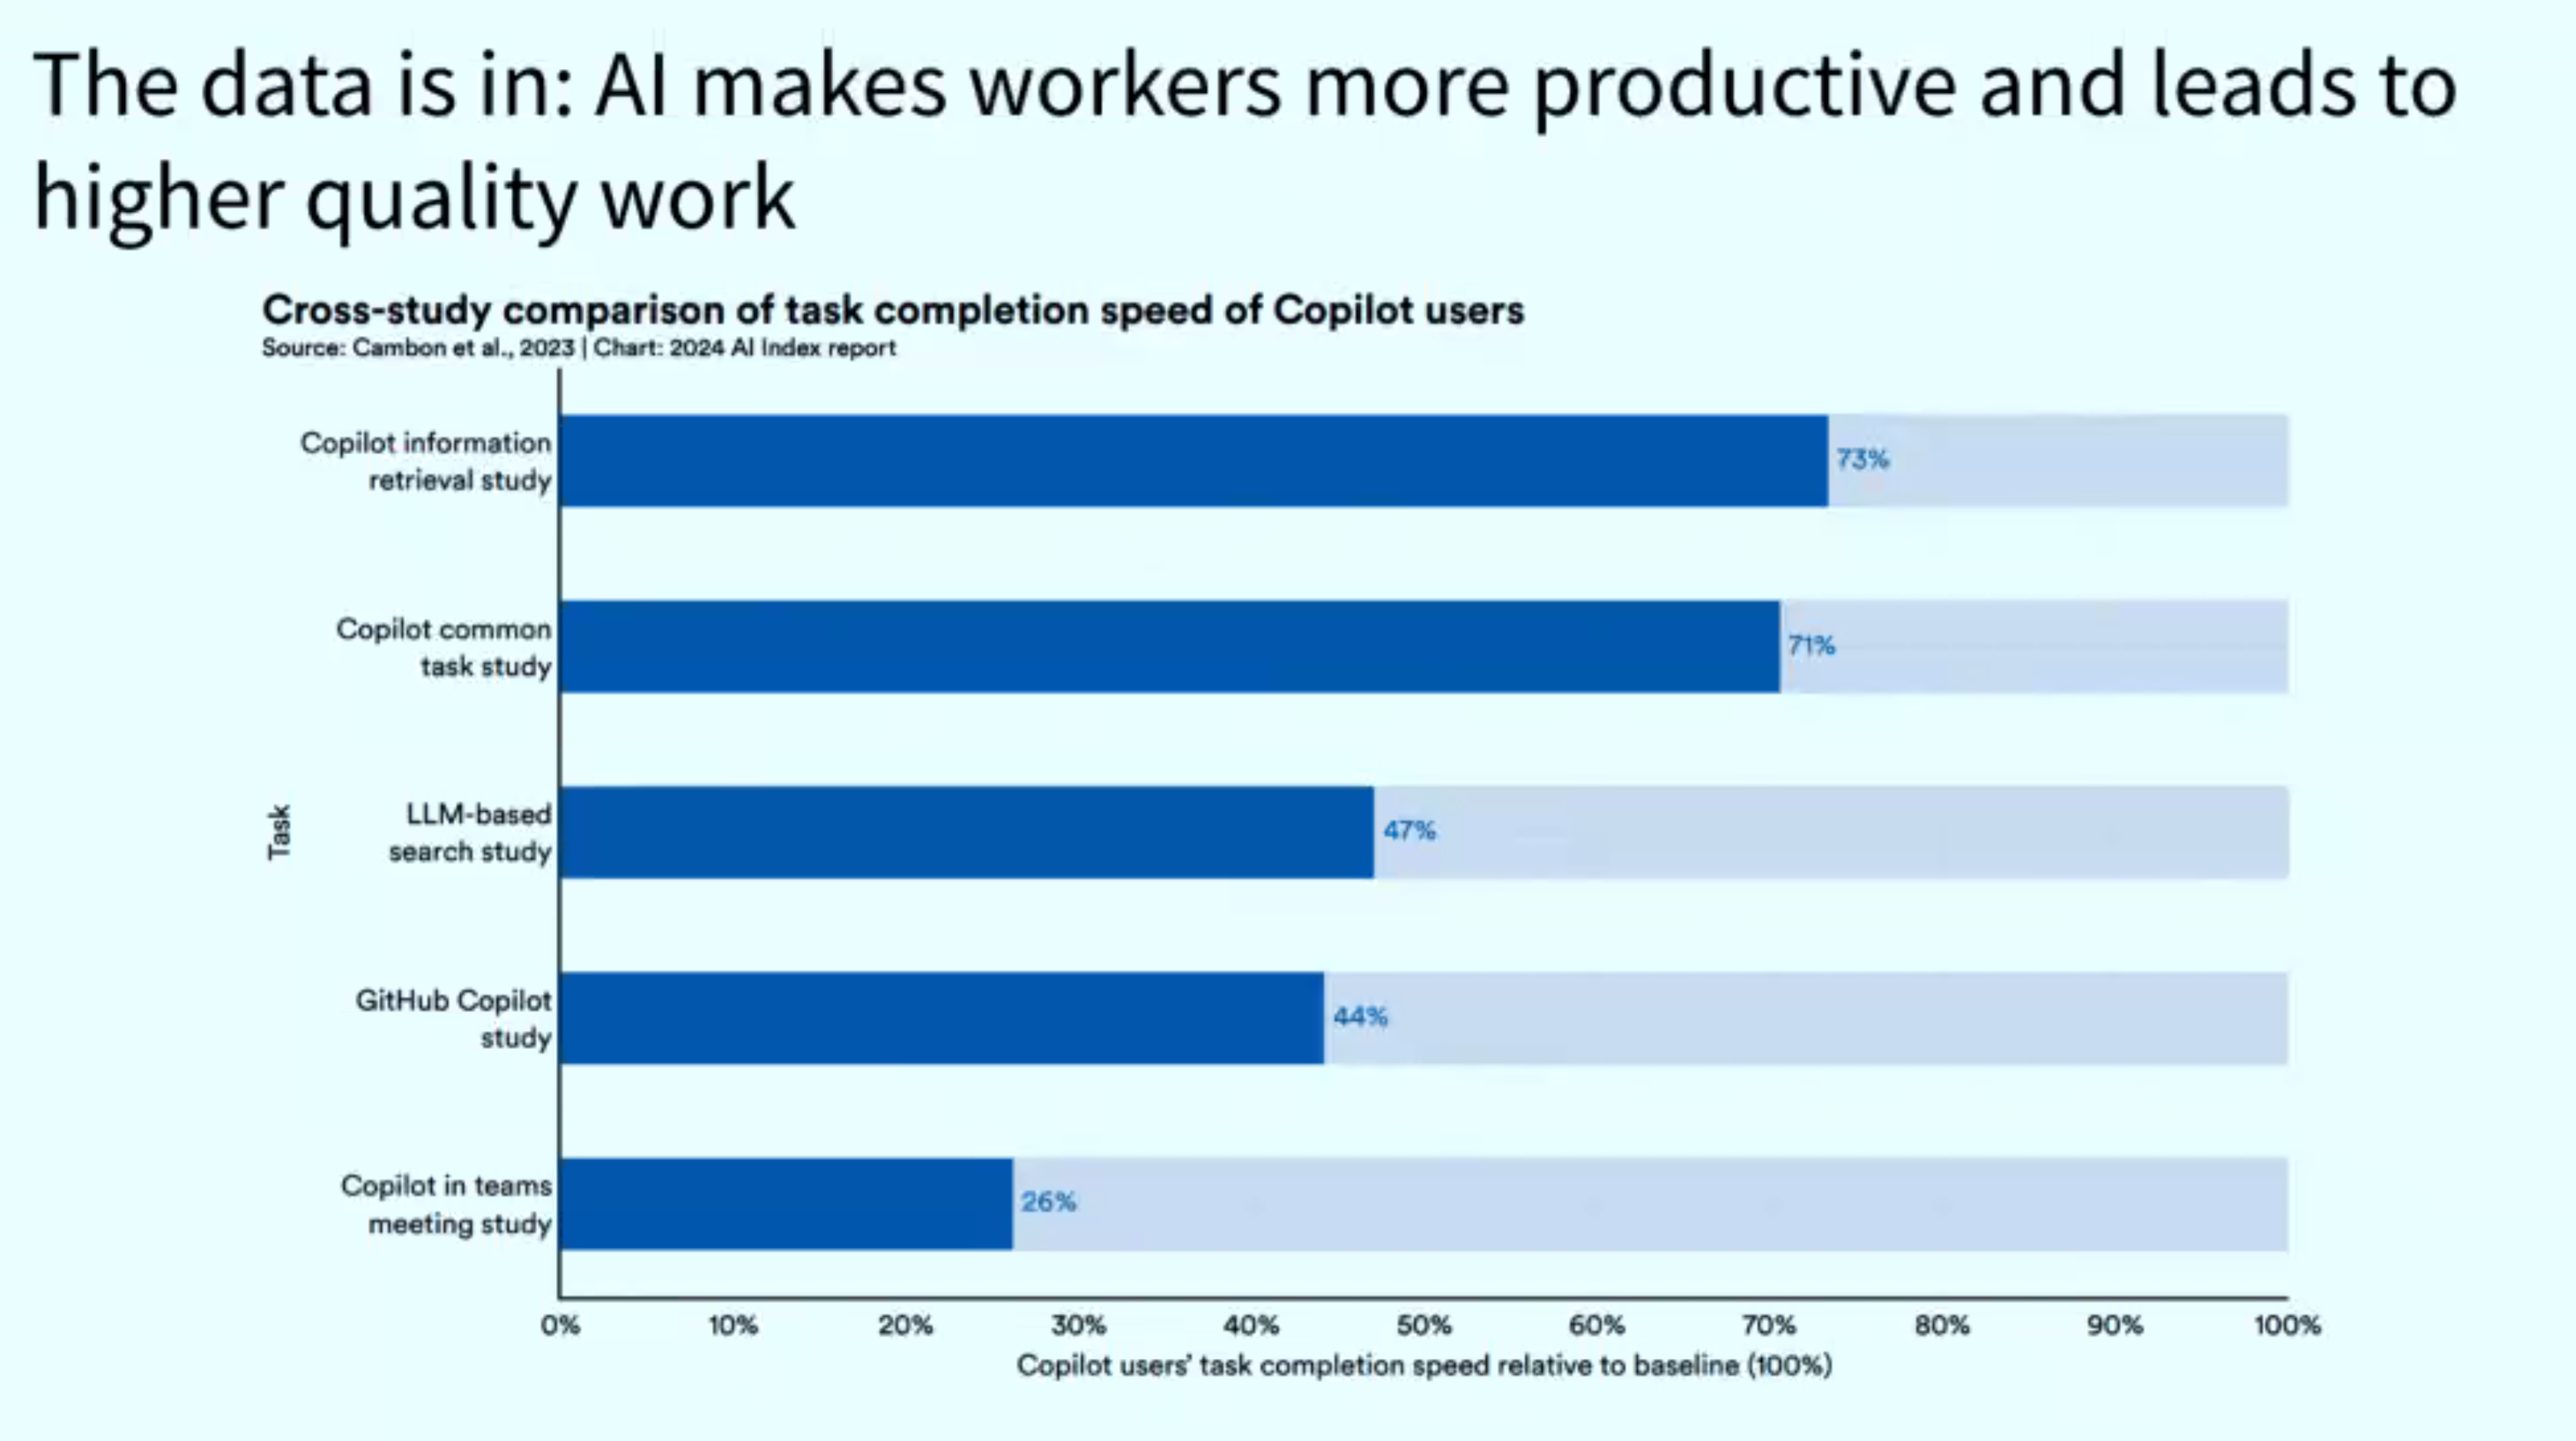 The data is in: AI makes workers more productive and leads to
higher quality work
Cross-study comparison of task completion speed of Copilot users
Source: Cambon et al., 2023 | Chart: 2024 AI Index report
Copilot information
retrieval study
73%
Copilot common
task study
71%
Task
LLM-based
search study
47%
GitHub Copilot
study
44%
Copilot in teams
meeting study
26%
0% 10% 20% 30% 40% 50% 60% 70% 80% 90% 100%
Copilot users’ task completion speed relative to baseline (100%)